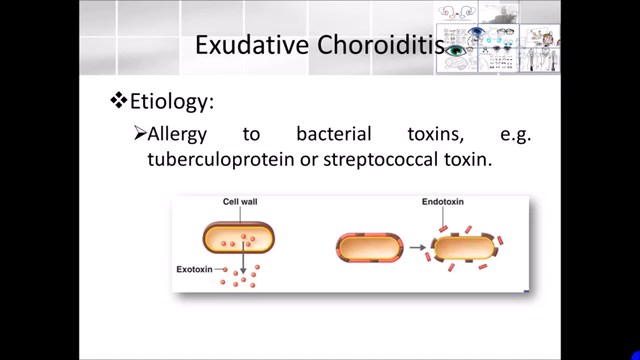 Exudative Choroiditis
❖Etiology:
➢Allergy to bacterial toxins, e.g.
tuberculoprotein or streptococcal toxin.
Cell wall
Endotoxin
Exotoxin